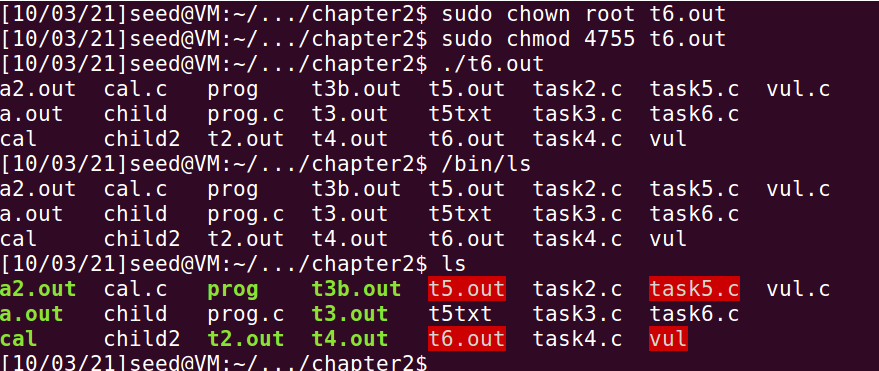 [10/03/21]seed@VM:~/.../chapter2$ sudo chown root t6.out
[10/03/21]seed@VM:~/.../chapter2$ sudo chmod 4755 t6.out
[10/03/21]seed@VM:~/.../chapter2$ ./t6.out
a2.out  cal.c   prog    t3b.out  t5.out  task2.c  task5.c  vul.c
a.out   child   prog.c  t3.out   t5txt   task3.c  task6.c
cal     child2  t2.out  t4.out   t6.out  task4.c  vul
[10/03/21]seed@VM:~/.../chapter2$ /bin/ls
a2.out  cal.c   prog    t3b.out  t5.out  task2.c  task5.c  vul.c
a.out   child   prog.c  t3.out   t5txt   task3.c  task6.c
cal     child2  t2.out  t4.out   t6.out  task4.c  vul
[10/03/21]seed@VM:~/.../chapter2$ ls
a2.out  cal.c   prog    t3b.out  t5.out  task2.c  task5.c  vul.c
a.out   child   prog.c  t3.out   t5txt   task3.c  task6.c
cal     child2  t2.out  t4.out   t6.out  task4.c  vul
[10/03/21]seed@VM:~/.../chapter2$